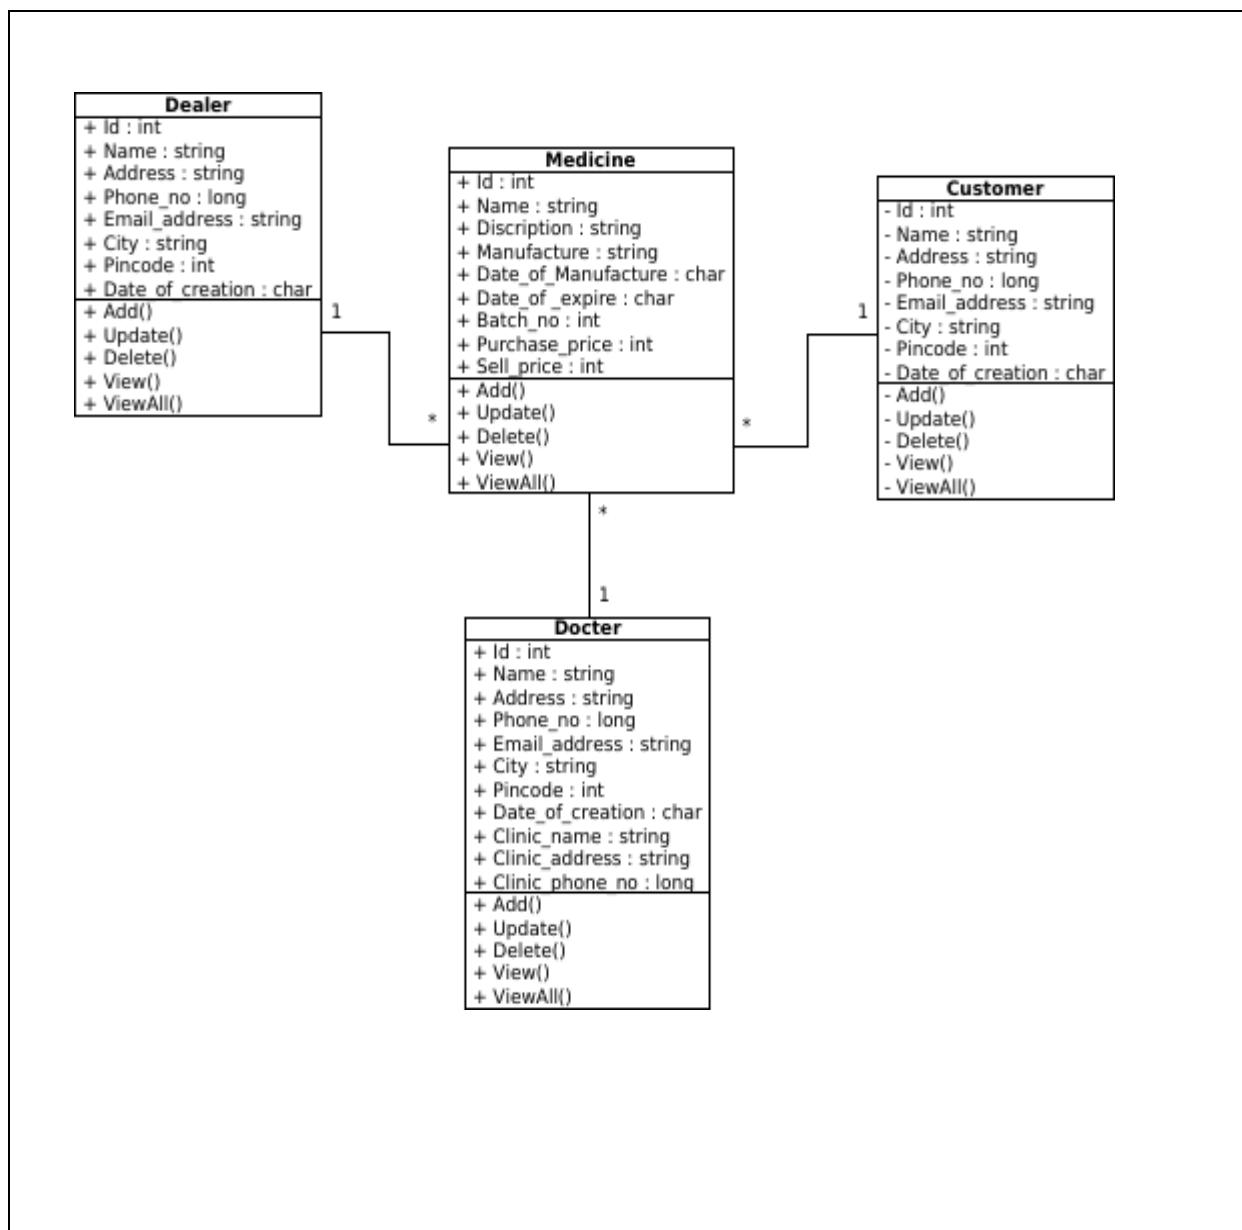 Dealer
+ Id : int
+ Name : string
+ Address : string
+ Phone_no : long
+ Email_address : string
+ City : string
+ Pincode : int
+ Date_of_creation : char
+ Add()
+ Update()
+ Delete()
+ View()
+ ViewAll()
1
*
Medicine
+ Id : int
+ Name : string
+ Discription : string
+ Manufacture : string
+ Date_of_Manufacture : char
+ Date_of _expire : char
+ Batch_no : int
+ Purchase_price : int
+ Sell_price : int
+ Add()
+ Update()
+ Delete()
+ View()
+ ViewAll()
*
1
Customer
- Id : int
- Name : string
- Address : string
- Phone_no : long
- Email_address : string
- City : string
- Pincode : int
- Date_of_creation : char
- Add()
- Update()
- Delete()
- View()
- ViewAll()
*
1
Docter
+ Id : int
+ Name : string
+ Address : string
+ Phone_no : long
+ Email_address : string
+ City : string
+ Pincode : int
+ Date_of_creation : char
+ Clinic_name : string
+ Clinic_address : string
+ Clinic_phone_no : long
+ Add()
+ Update()
+ Delete()
+ View()
+ ViewAll()